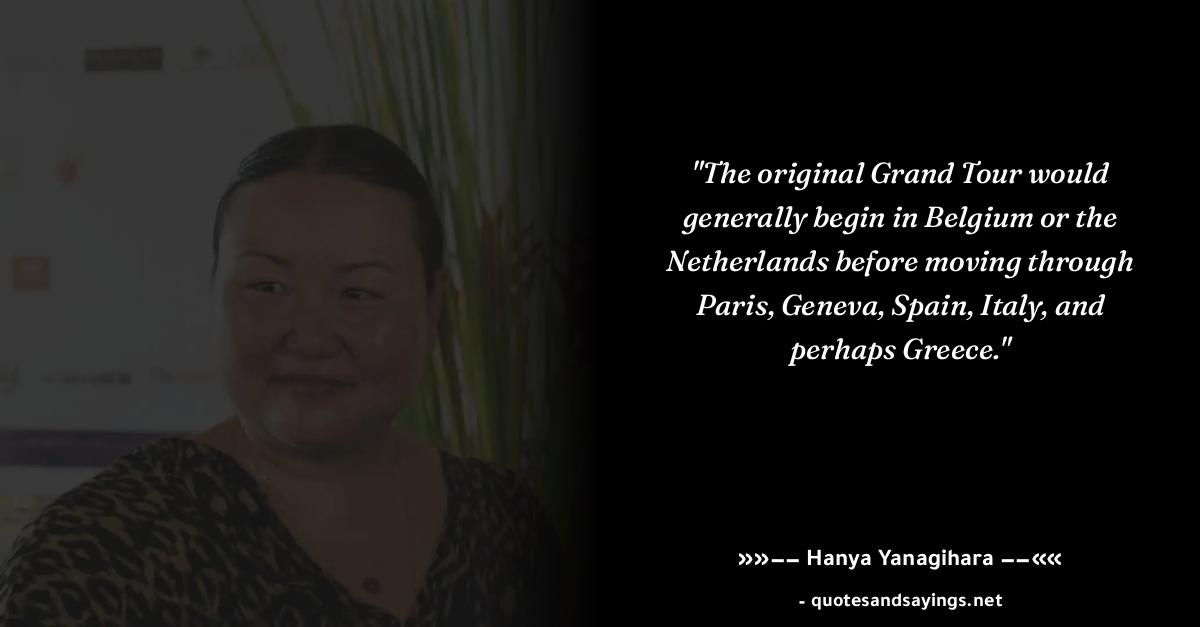 "The original Grand Tour would
generally begin in Belgium or the
Netherlands before moving through
Paris, Geneva, Spain, Italy, and
perhaps Greece."
»»–– Hanya Yanagihara ––««
- quotesandsayings.net